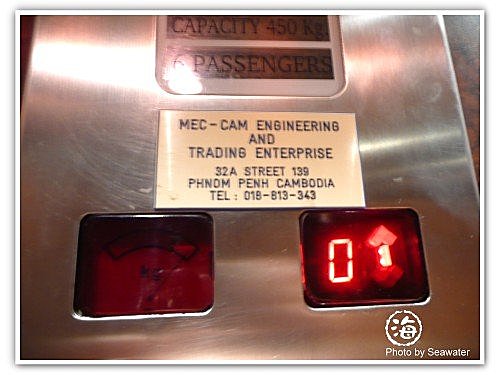 CAPACITY 450 Kg.
6 PASSENGERS
MEC-CAM ENGINEERING
AND
TRADING ENTERPRISE
32A STREET 139
PHNOM PENH CAMBODIA
TEL : 018-813-343
KG
01
海
Photo by Seawater